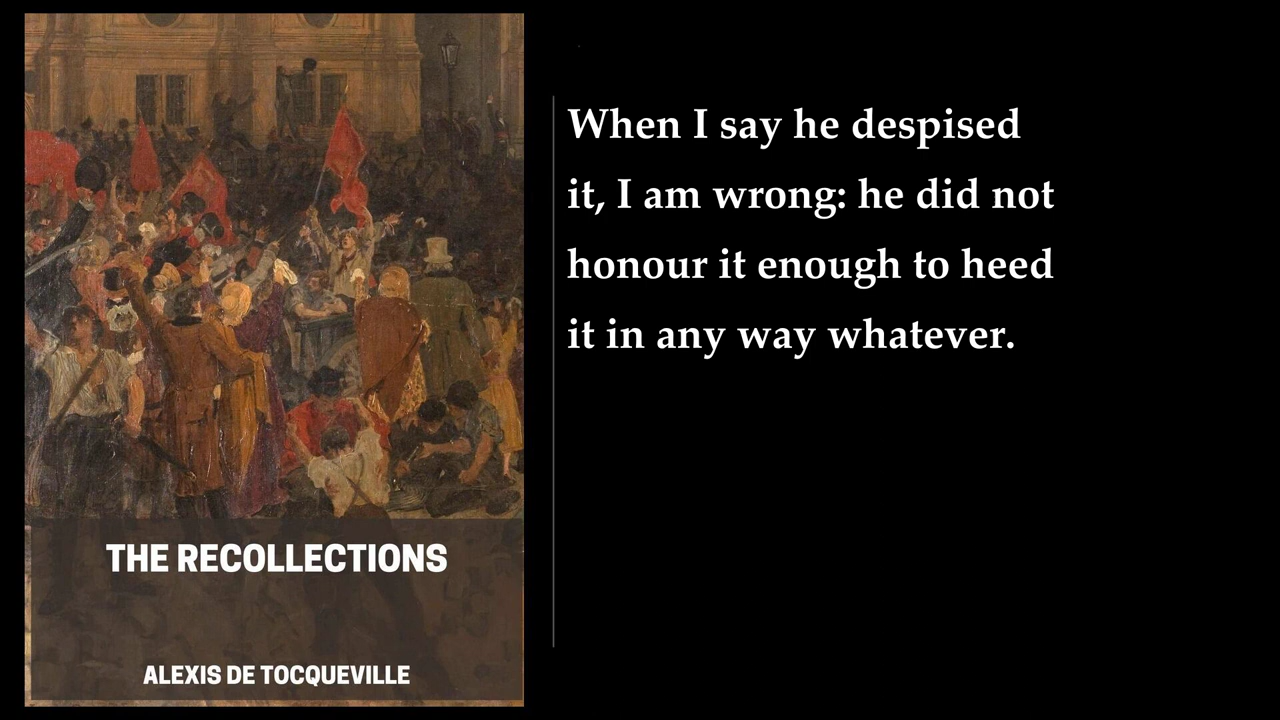 When I say he despised
it, I am wrong: he did not
honour it enough to heed
it in any way whatever.
THE RECOLLECTIONS
ALEXIS DE TOCQUEVILLE